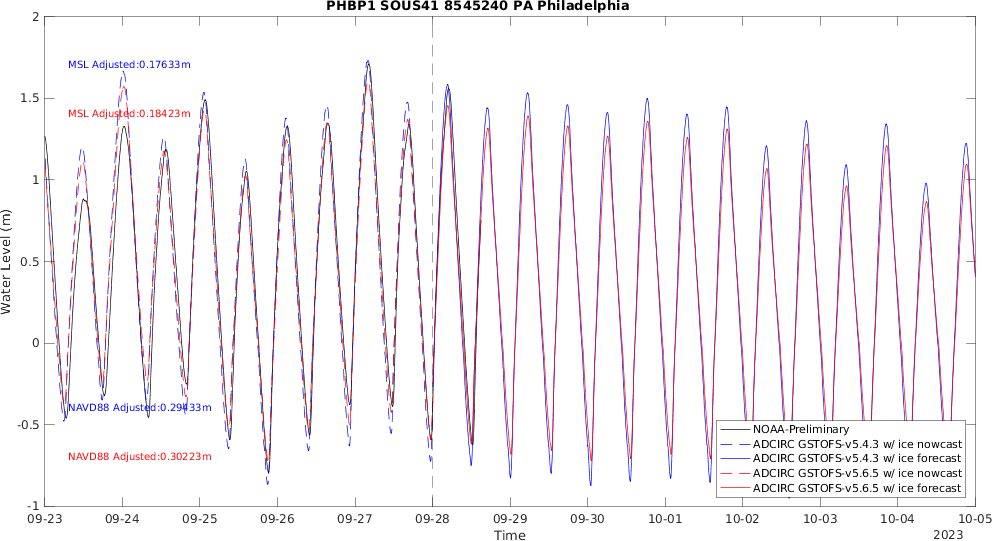 PHBP1 SOUS41 8545240 PA Philadelphia
2
1.5
1
0.5
0
-0.5
-1
Water Level (m)
MSL Adjusted:0.17633m
MSL Adjusted:0.18423m
NAVD88 Adjusted:0.29433m
NAVD88 Adjusted:0.30223m
NOAA-Preliminary
ADCIRC GSTOFS-v5.4.3 w/ ice nowcast
ADCIRC GSTOFS-v5.4.3 w/ ice forecast
ADCIRC GSTOFS-v5.6.5 w/ ice nowcast
ADCIRC GSTOFS-v5.6.5 w/ ice forecast
09-23 09-24 09-25 09-26 09-27 09-28 09-29 09-30 10-01 10-02 10-03 10-04 10-05
Time
2023